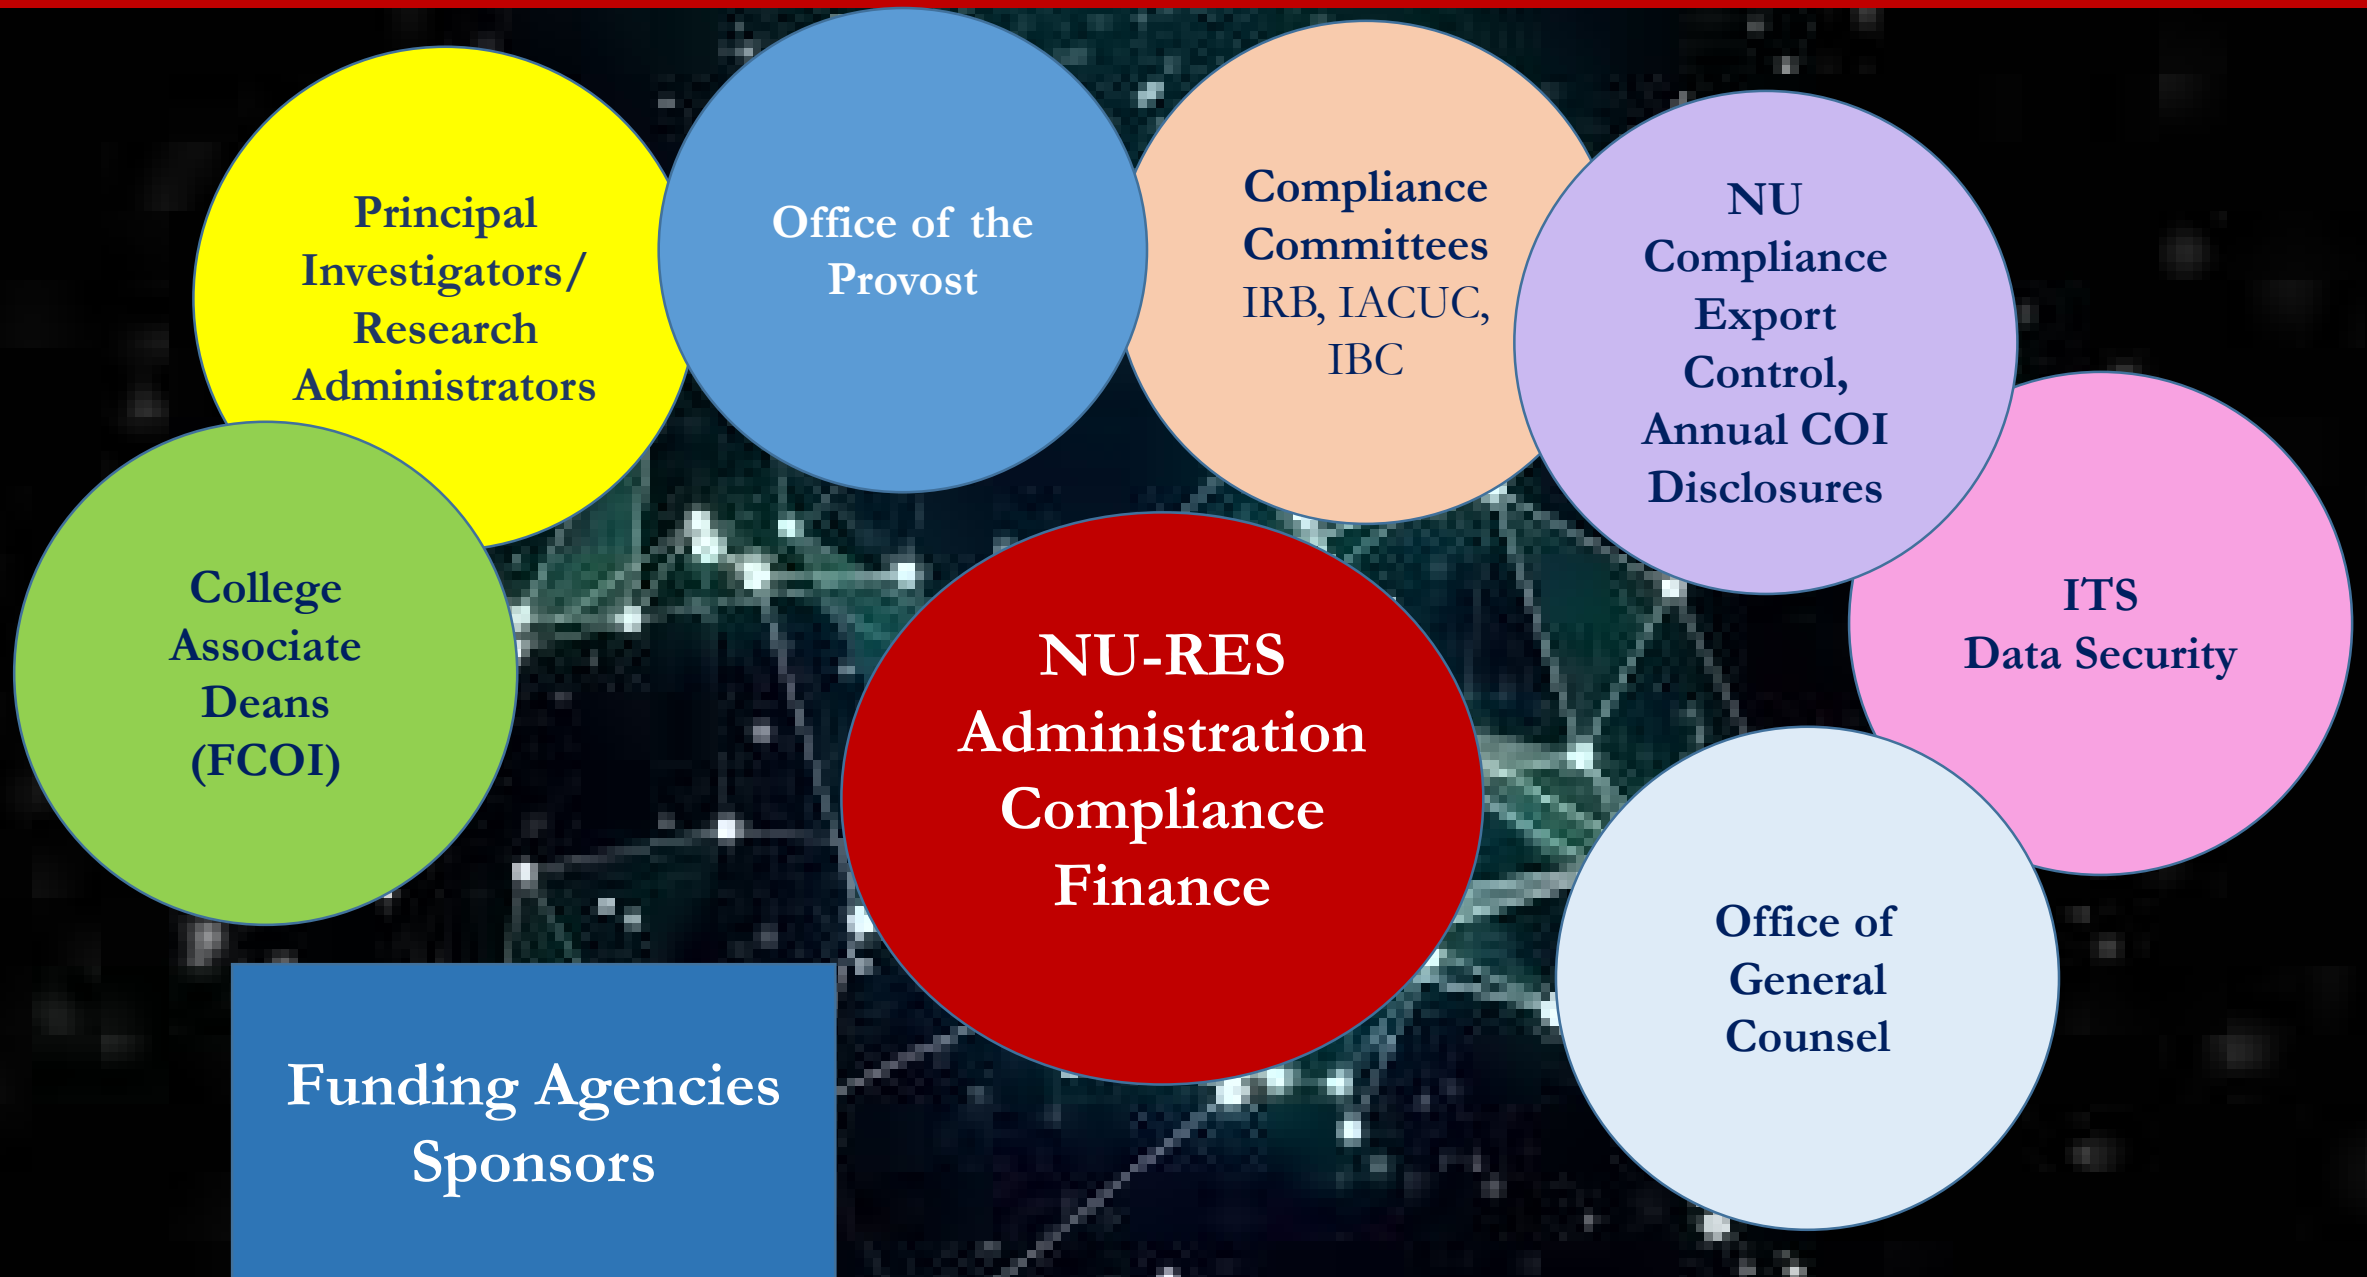 Principal
Investigators/
Research
Administrators
Office of the
Provost
Compliance
Committees
IRB, IACUC,
IBC
NU
Compliance
Export
Control,
Annual COI
Disclosures
College
Associate
Deans
(FCOI)
NU-RES
Administration
Compliance
Finance
ITS
Data Security
Office of
General
Counsel
Funding Agencies
Sponsors